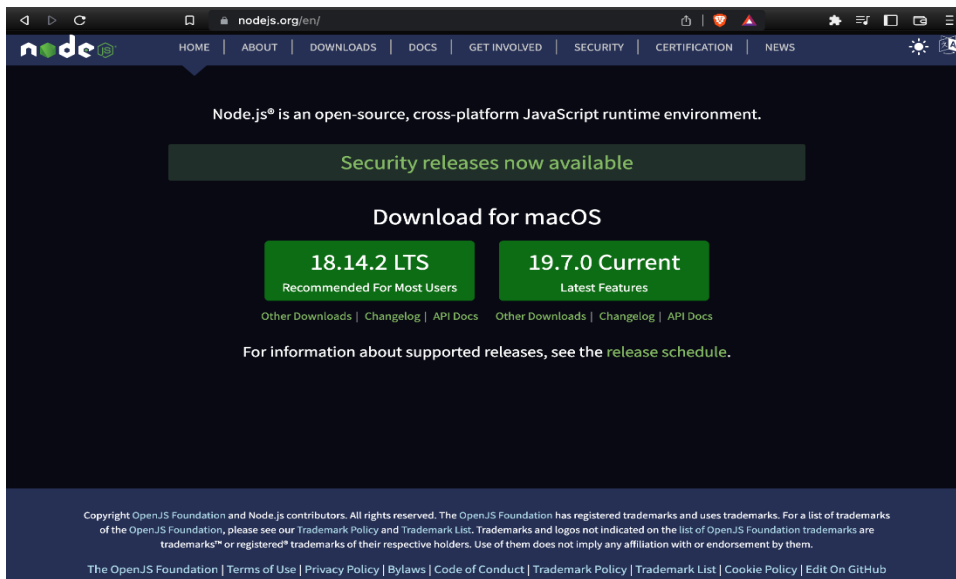 nodejs.org/en/
node JS
HOME | ABOUT | DOWNLOADS | DOCS | GET INVOLVED | SECURITY | CERTIFICATION | NEWS
Node.js® is an open-source, cross-platform JavaScript runtime environment.
Security releases now available
Download for macOS
18.14.2 LTS
Recommended For Most Users
19.7.0 Current
Latest Features
Other Downloads | Changelog | API Docs
Other Downloads | Changelog | API Docs
For information about supported releases, see the release schedule.
Copyright OpenJS Foundation and Node.js contributors. All rights reserved. The OpenJS Foundation has registered trademarks and uses trademarks. For a list of trademarks
of the OpenJS Foundation, please see our Trademark Policy and Trademark List. Trademarks and logos not indicated on the list of OpenJS Foundation trademarks are
trademarks™ or registered® trademarks of their respective holders. Use of them does not imply any affiliation with or endorsement by them.
The OpenJS Foundation | Terms of Use | Privacy Policy | Bylaws | Code of Conduct | Trademark Policy | Trademark List | Cookie Policy | Edit On GitHub